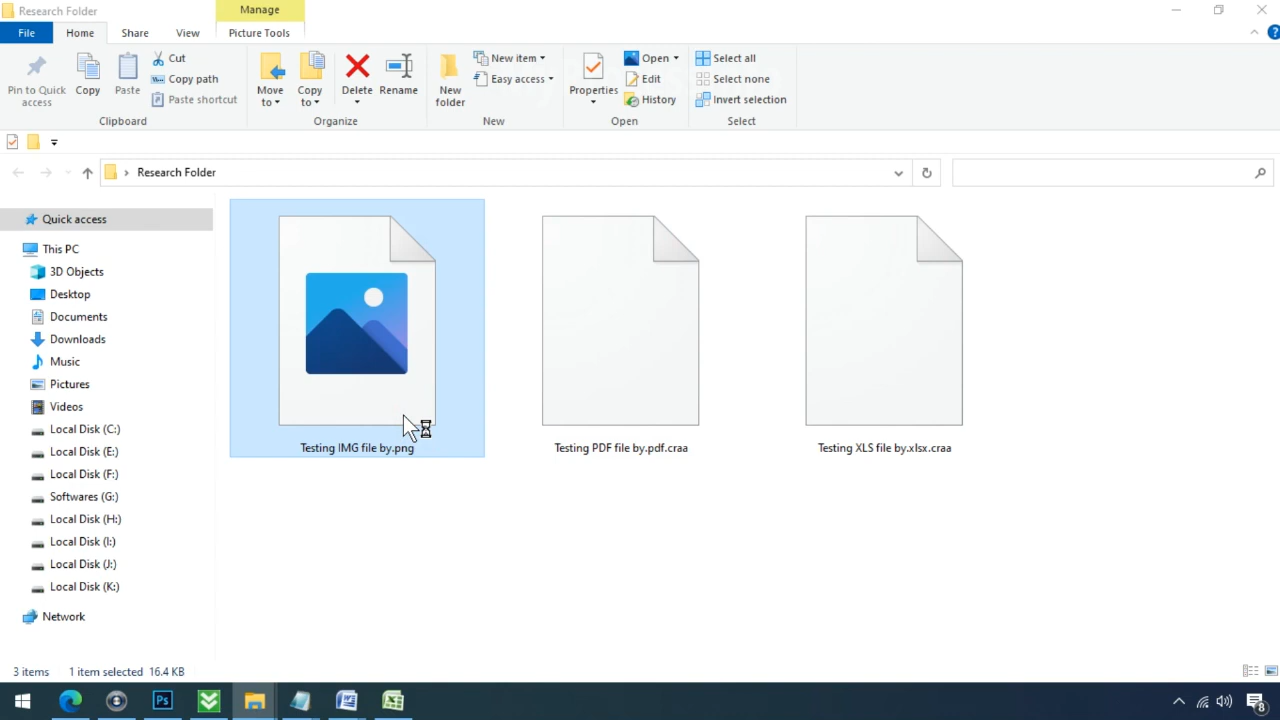 Research Folder
Manage
File
Home
Share
View
Picture Tools
Pin to Quick access
Copy
Paste
Cut
Copy path
Paste shortcut
Clipboard
Move to
Copy to
Delete
Rename
Organize
New folder
New item
Easy access
New
Properties
Open
Edit
History
Open
Select all
Select none
Invert selection
Select
Research Folder
Quick access
This PC
3D Objects
Desktop
Documents
Downloads
Music
Pictures
Videos
Local Disk (C:)
Local Disk (E:)
Local Disk (F:)
Softwares (G:)
Local Disk (H:)
Local Disk (I:)
Local Disk (J:)
Local Disk (K:)
Network
Testing IMG file by.png
Testing PDF file by.pdf.craa
Testing XLS file by.xlsx.craa
3 items
1 item selected 16.4 KB
Ps
8